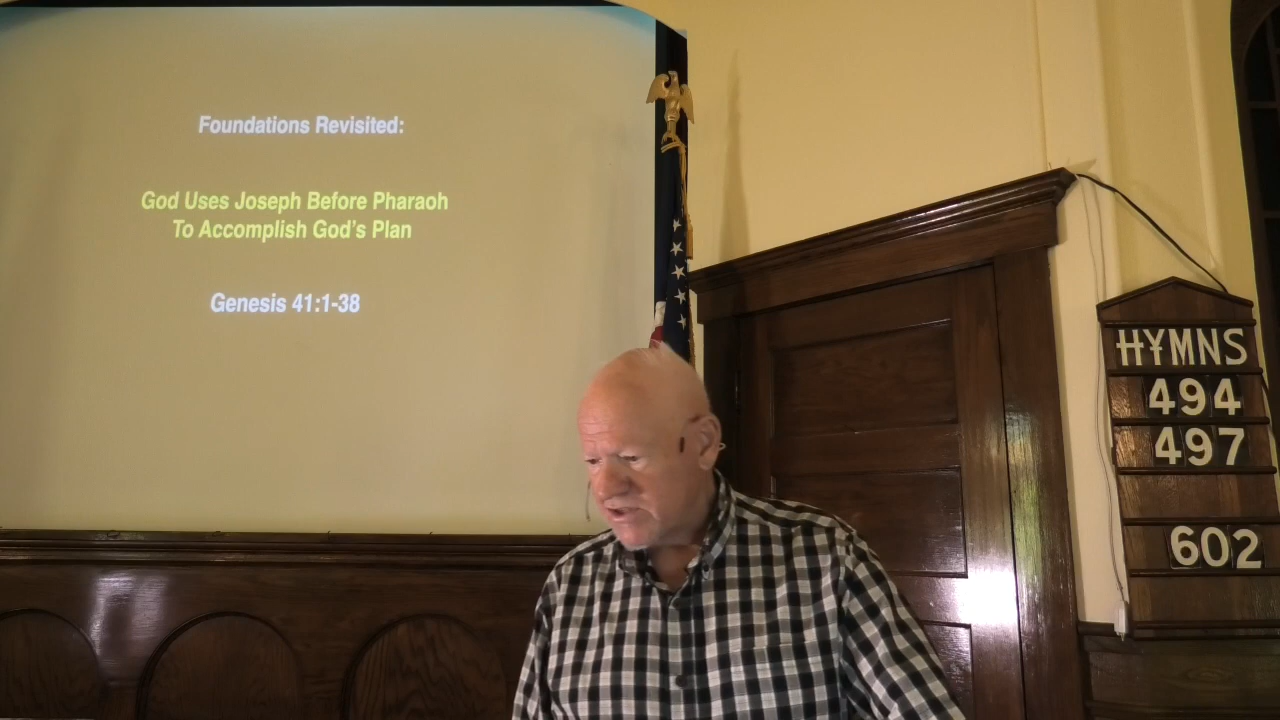 Foundations Revisited:
God Uses Joseph Before Pharaoh
To Accomplish God's Plan
Genesis 41:1-38
HYMNS
494
497
602